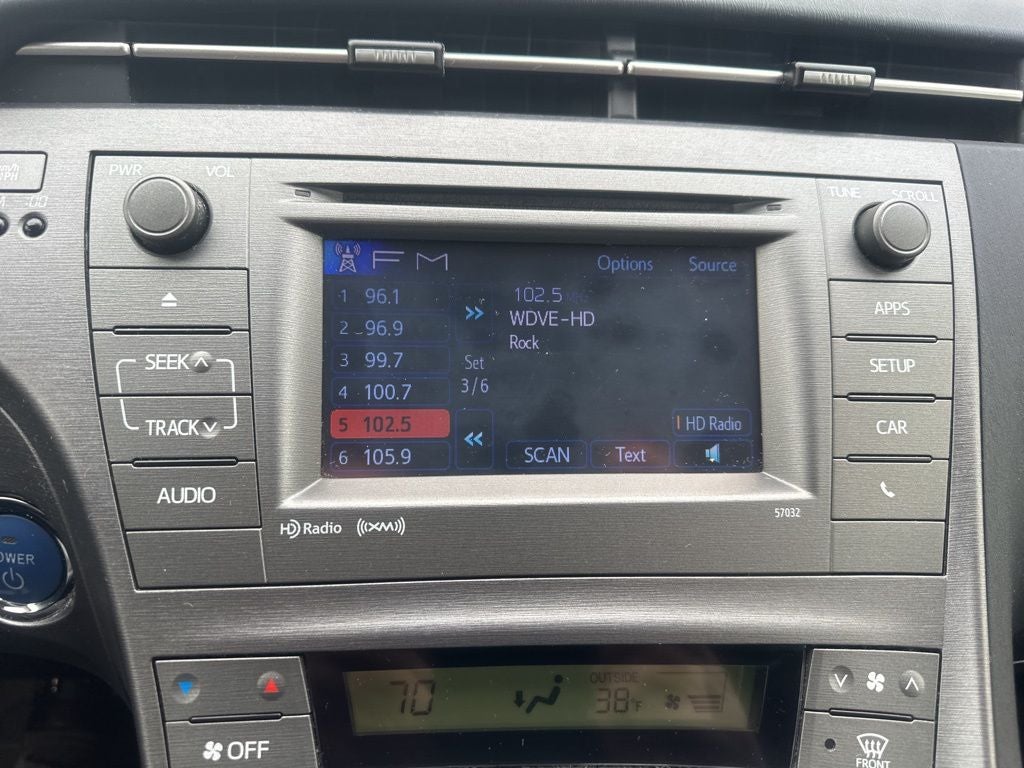 PWR VOL
TUNE SCROLL
:00
FM
Options Source
1 96.1
102.5
2 96.9
WDVE-HD
Rock
3 99.7
Set
3/6
4 100.7
5 102.5
HD Radio
6 105.9
SCAN Text
SEEK
TRACK
AUDIO
APPS
SETUP
CAR
HD Radio ((XM))
57032
OWER
70
OUTSIDE
38°F
OFF
FRONT